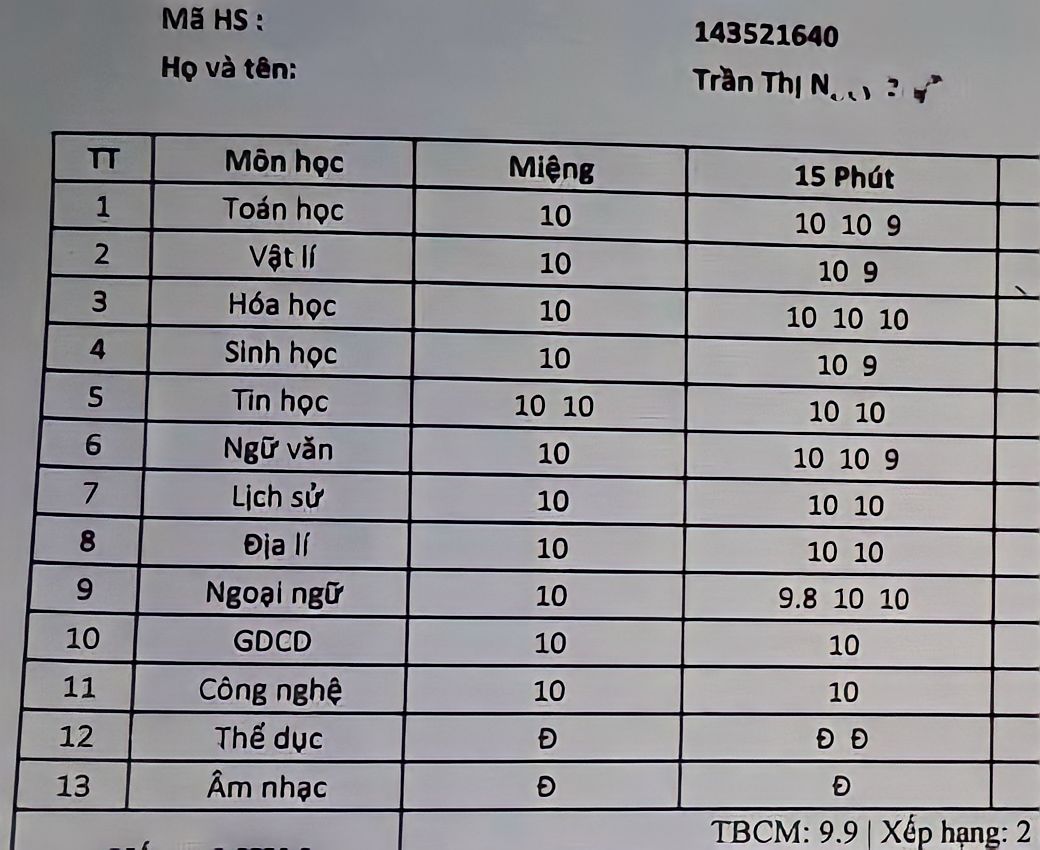 Mã HS : 143521640
Họ và tên: Trần Thị
TT Môn học Miệng 15 Phút
1 Toán học 10 10 10 9
2 Vật lí 10 10 9
3 Hóa học 10 10 10 10
4 Sinh học 10 10 9
5 Tin học 10 10 10 10
6 Ngữ văn 10 10 10 9
7 Lịch sử 10 10 10
8 Địa lí 10 10 10
9 Ngoại ngữ 10 9.8 10 10
10 GDCD 10 10
11 Công nghệ 10 10
12 Thể dục Đ Đ Đ
13 Âm nhạc Đ Đ
TBCM: 9.9 | Xếp hạng: 2